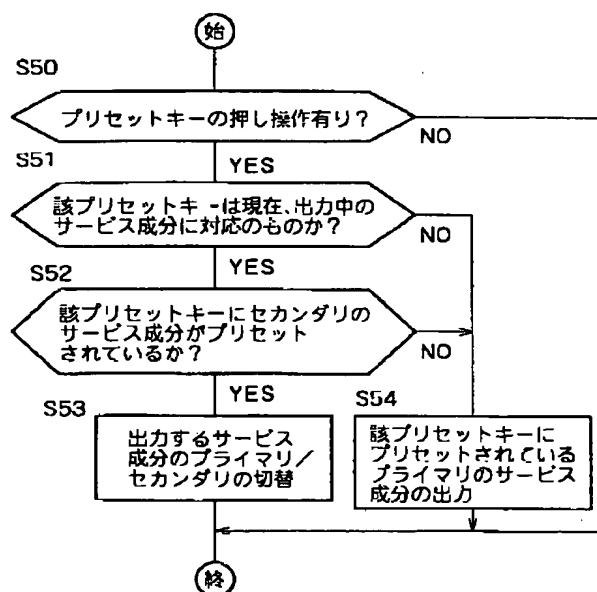 始
S50
プリセットキーの押し操作有り?
NO
YES
S51
該プリセットキーは現在、出力中の
サービス成分に対応のものか?
NO
YES
S52
該プリセットキーにセカンダリの
サービス成分がプリセット
されているか?
NO
YES
S53
出力するサービス
成分のプライマリ/
セカンダリの切替
S54
該プリセットキーに
プリセットされている
プライマリのサービス
成分の出力
終